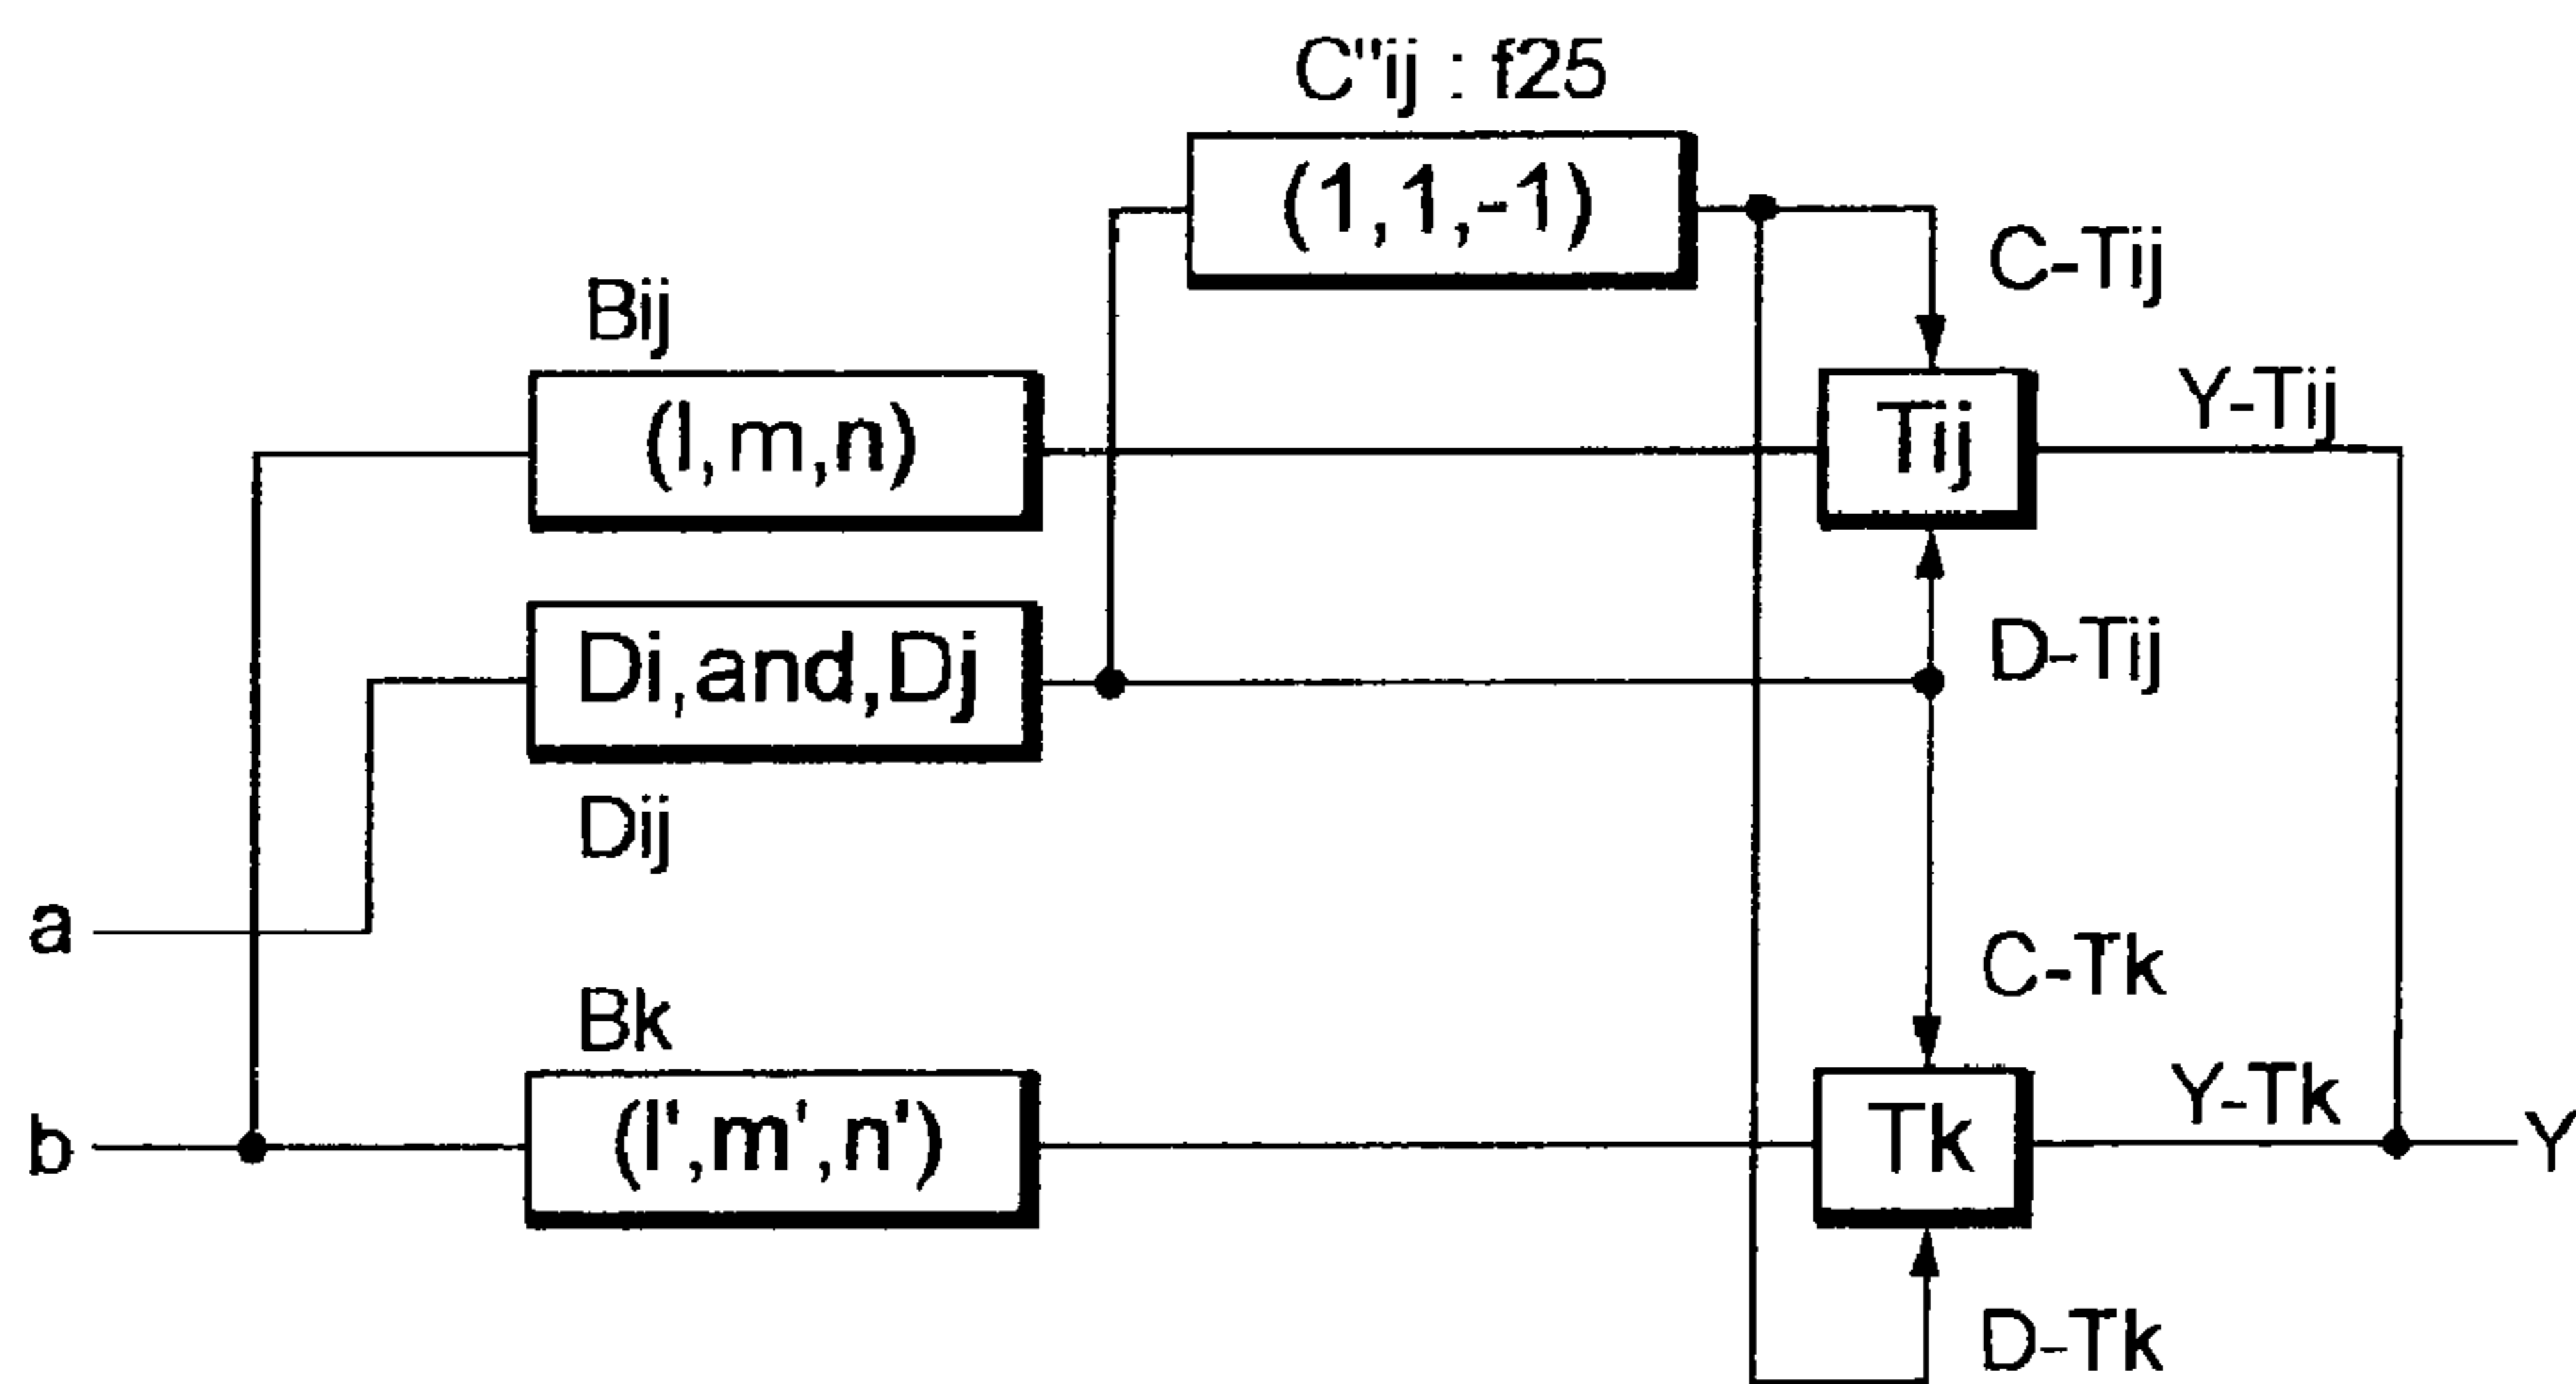 C"ij : f25
(1,1,-1)
C-Tij
Bij
(l,m,n)
Tij
Y-Tij
Di,and,Dj
D-Tij
Dij
a
C-Tk
Bk
b
(l',m',n')
Tk
Y-Tk
Y
D-Tk